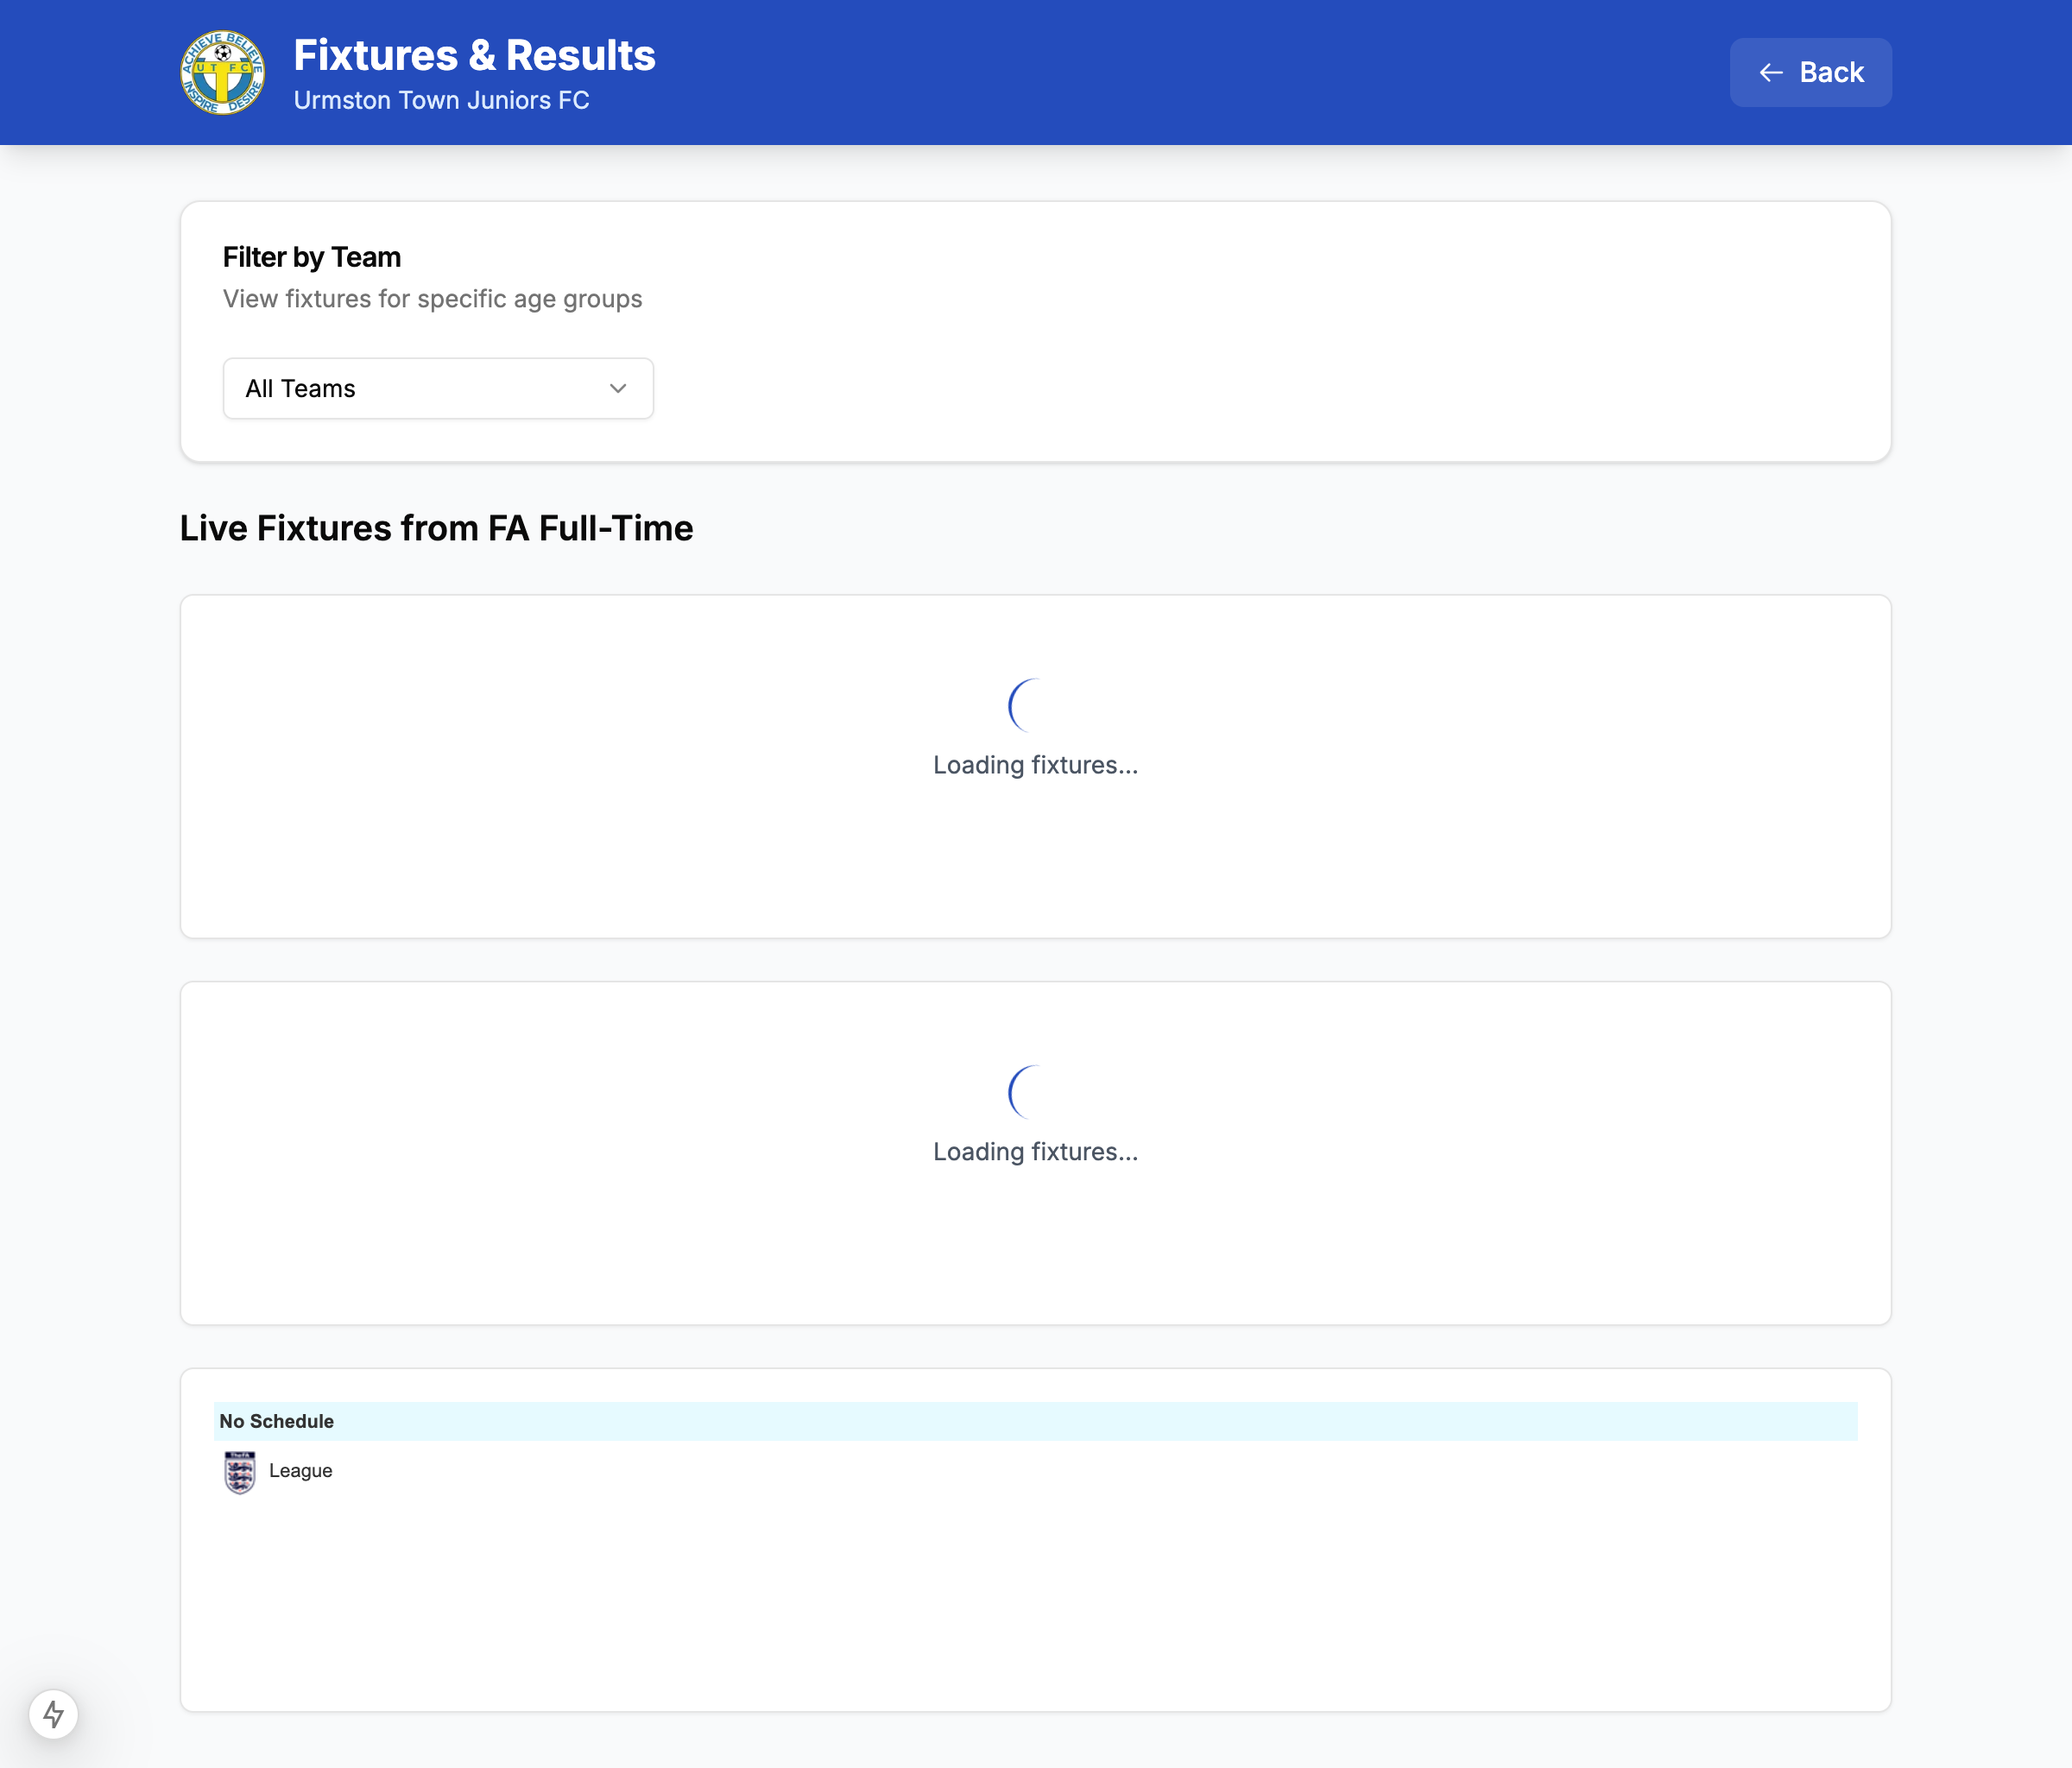 ACHIEVE BELIEVE
UTFC
INSPIRE DESIRE
Fixtures & Results
Urmston Town Juniors FC
Back
Filter by Team
View fixtures for specific age groups
All Teams
Live Fixtures from FA Full-Time
Loading fixtures...
Loading fixtures...
No Schedule
League